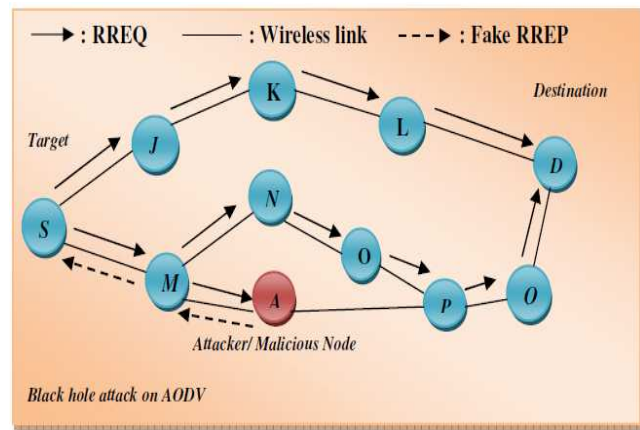 : RREQ : Wireless link : Fake RREP
K
Destination
L
Target
J
D
N
S
O
M
A
P
O
Attacker/ Malicious Node
Black hole attack on AODV